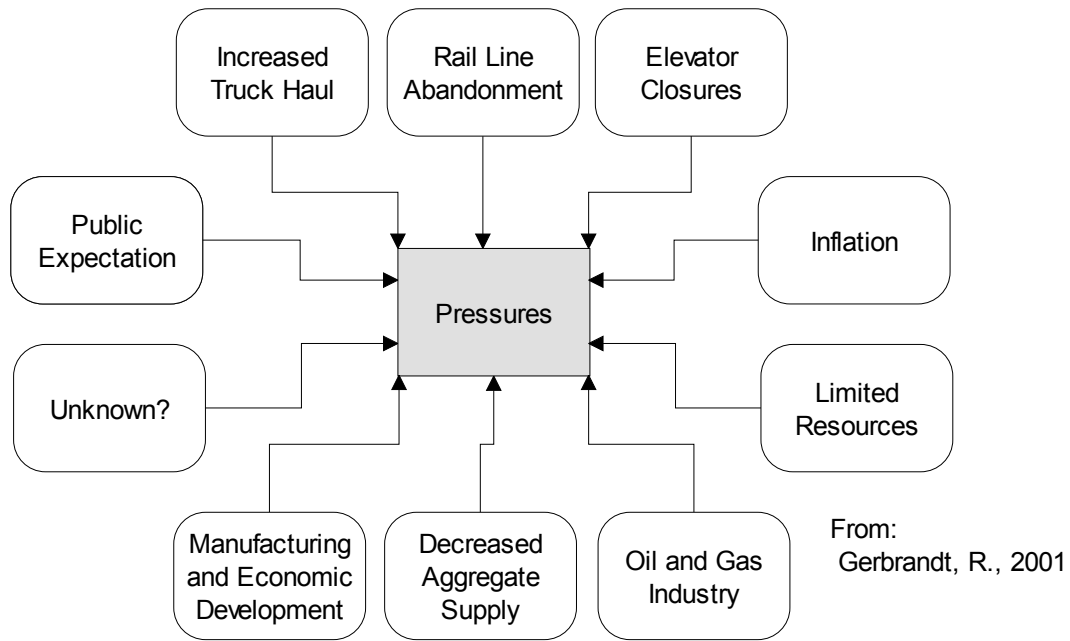 Increased
Truck Haul
Rail Line
Abandonment
Elevator
Closures
Public
Expectation
Inflation
Pressures
Unknown?
Limited
Resources
Manufacturing
and Economic
Development
Decreased
Aggregate
Supply
Oil and Gas
Industry
From:
Gerbrandt, R., 2001